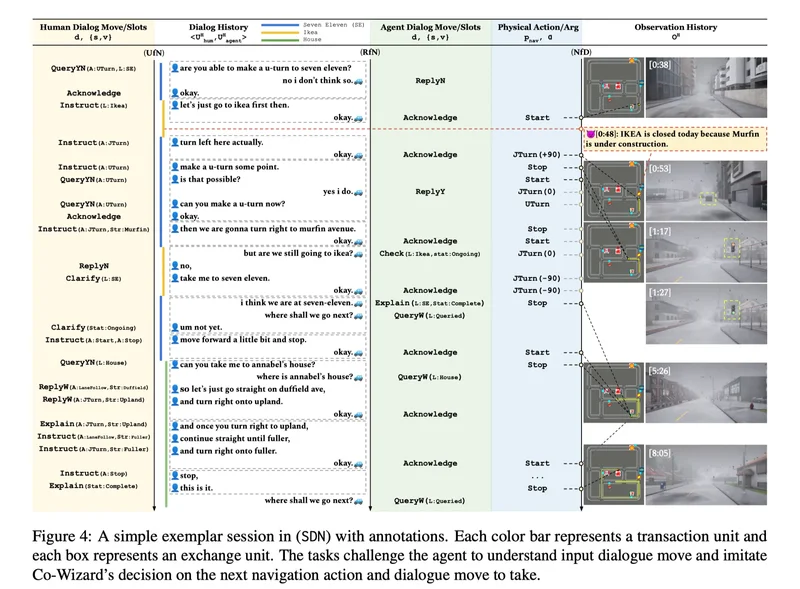 Human Dialog Move/Slots
d, {s,v}
Dialog History
Seven Eleven (SE)
Ikea
House
Agent Dialog Move/Slots
d, {s,v}
Physical Action/Arg
Observation History
(UfN)
(RfN)
(NfD)
QueryYN(A:UTurn,L:SE)
are you able to make a u-turn to seven eleven?
no i don't think so.
ReplyN
[0:38]
Acknowledge
okay.
Instruct(L:Ikea)
let's just go to ikea first then.
okay.
Acknowledge
Start
[0:48]: IKEA is closed today because Murfin
is under construction.
Instruct(A:JTurn)
turn left here actually.
okay.
Acknowledge
JTurn(+90)
Instruct(A:UTurn)
make a u-turn some point.
Stop
[0:53]
QueryYN(A:UTurn)
is that possible?
Start
yes i do.
ReplyY
JTurn(0)
QueryYN(A:UTurn)
can you make a u-turn now?
UTurn
Acknowledge
okay.
Instruct(A:JTurn,Str:Murfin)
then we are gonna turn right to murfin avenue.
Stop
[1:17]
okay.
Acknowledge
Start
but are we still going to ikea?
Check(L:Ikea,stat:Ongoing)
JTurn(0)
ReplyN
no,
Clarify(L:SE)
take me to seven eleven.
JTurn(-90)
okay.
Acknowledge
JTurn(-90)
[1:27]
i think we are at seven-eleven.
Explain(L:SE,Stat:Complete)
Stop
where shall we go next?
QueryW(L:Queried)
Clarify(Stat:Ongoing)
um not yet.
Instruct(A:Start,A:Stop)
move forward a little bit and stop.
okay.
Acknowledge
Start
QueryYN(L:House)
can you take me to annabel's house?
Stop
[5:26]
where is annabel's house?
QueryW(L:House)
ReplyW(A:LaneFollow,Str:Duffield)
so let's just go straight on duffield ave,
ReplyW(A:JTurn,Str:Upland)
and turn right onto upland.
okay.
Acknowledge
Explain(A:JTurn,Str:Upland)
and once you turn right to upland,
Instruct(A:LaneFollow,Str:Fuller)
continue straight until fuller,
Instruct(A:JTurn,Str:Fuller)
and turn right onto fuller.
[8:05]
okay.
Acknowledge
Start
Instruct(A:Stop)
stop,
...
Explain(Stat:Complete)
this is it.
Stop
where shall we go next?
QueryW(L:Queried)
Figure 4: A simple exemplar session in (SDN) with annotations. Each color bar represents a transaction unit and
each box represents an exchange unit. The tasks challenge the agent to understand input dialogue move and imitate
Co-Wizard's decision on the next navigation action and dialogue move to take.